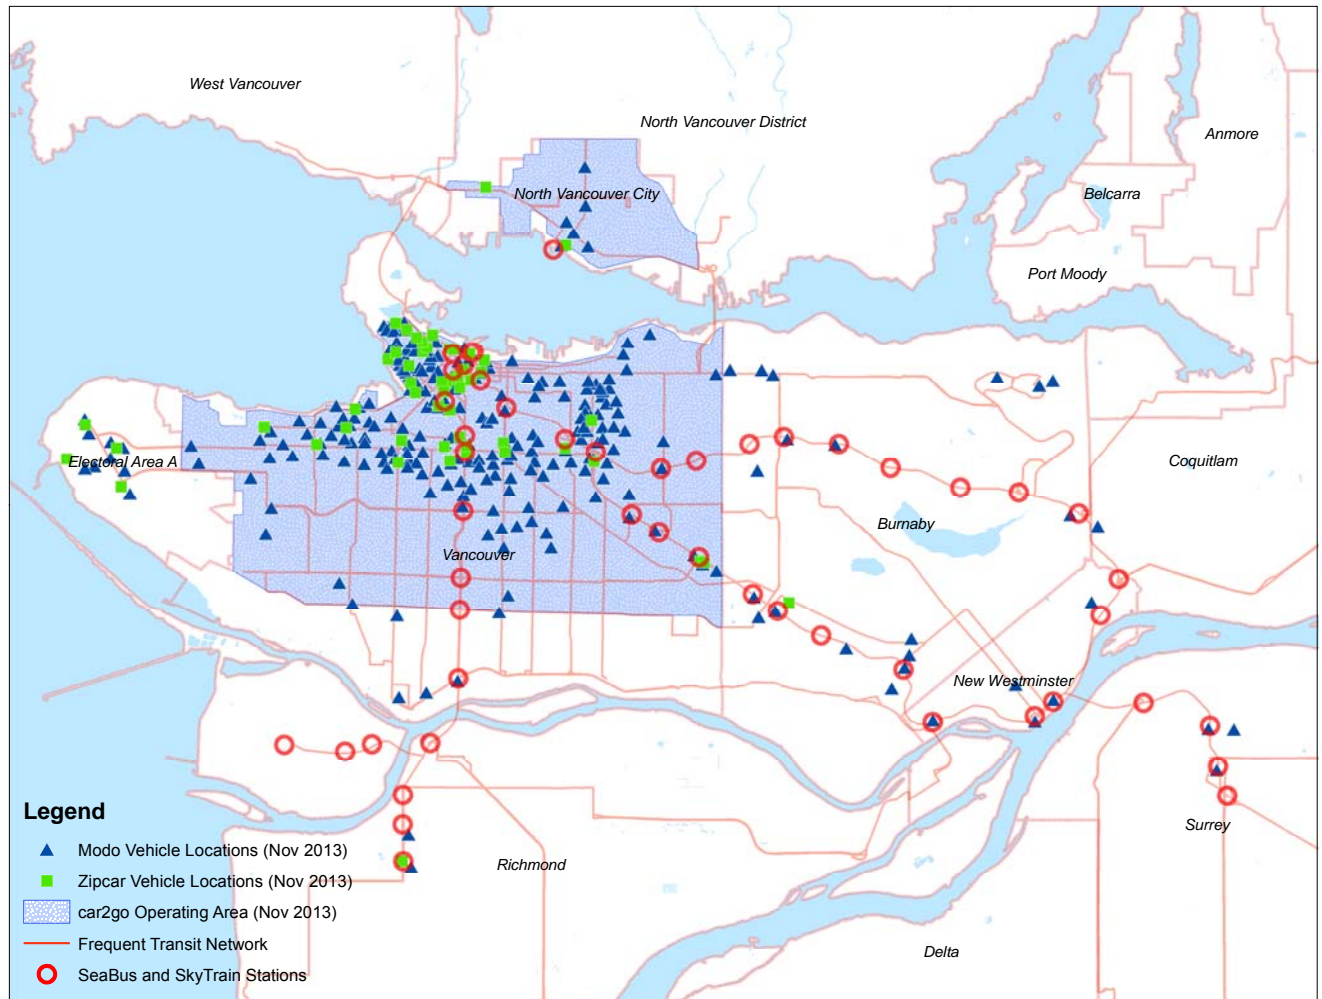 West Vancouver
North Vancouver District
Anmore
North Vancouver City
Belcarra
Port Moody
Electoral Area A
Coquitlam
Burnaby
Vancouver
New Westminster
Surrey
Richmond
Delta
Legend
Modo Vehicle Locations (Nov 2013)
Zipcar Vehicle Locations (Nov 2013)
car2go Operating Area (Nov 2013)
Frequent Transit Network
SeaBus and SkyTrain Stations